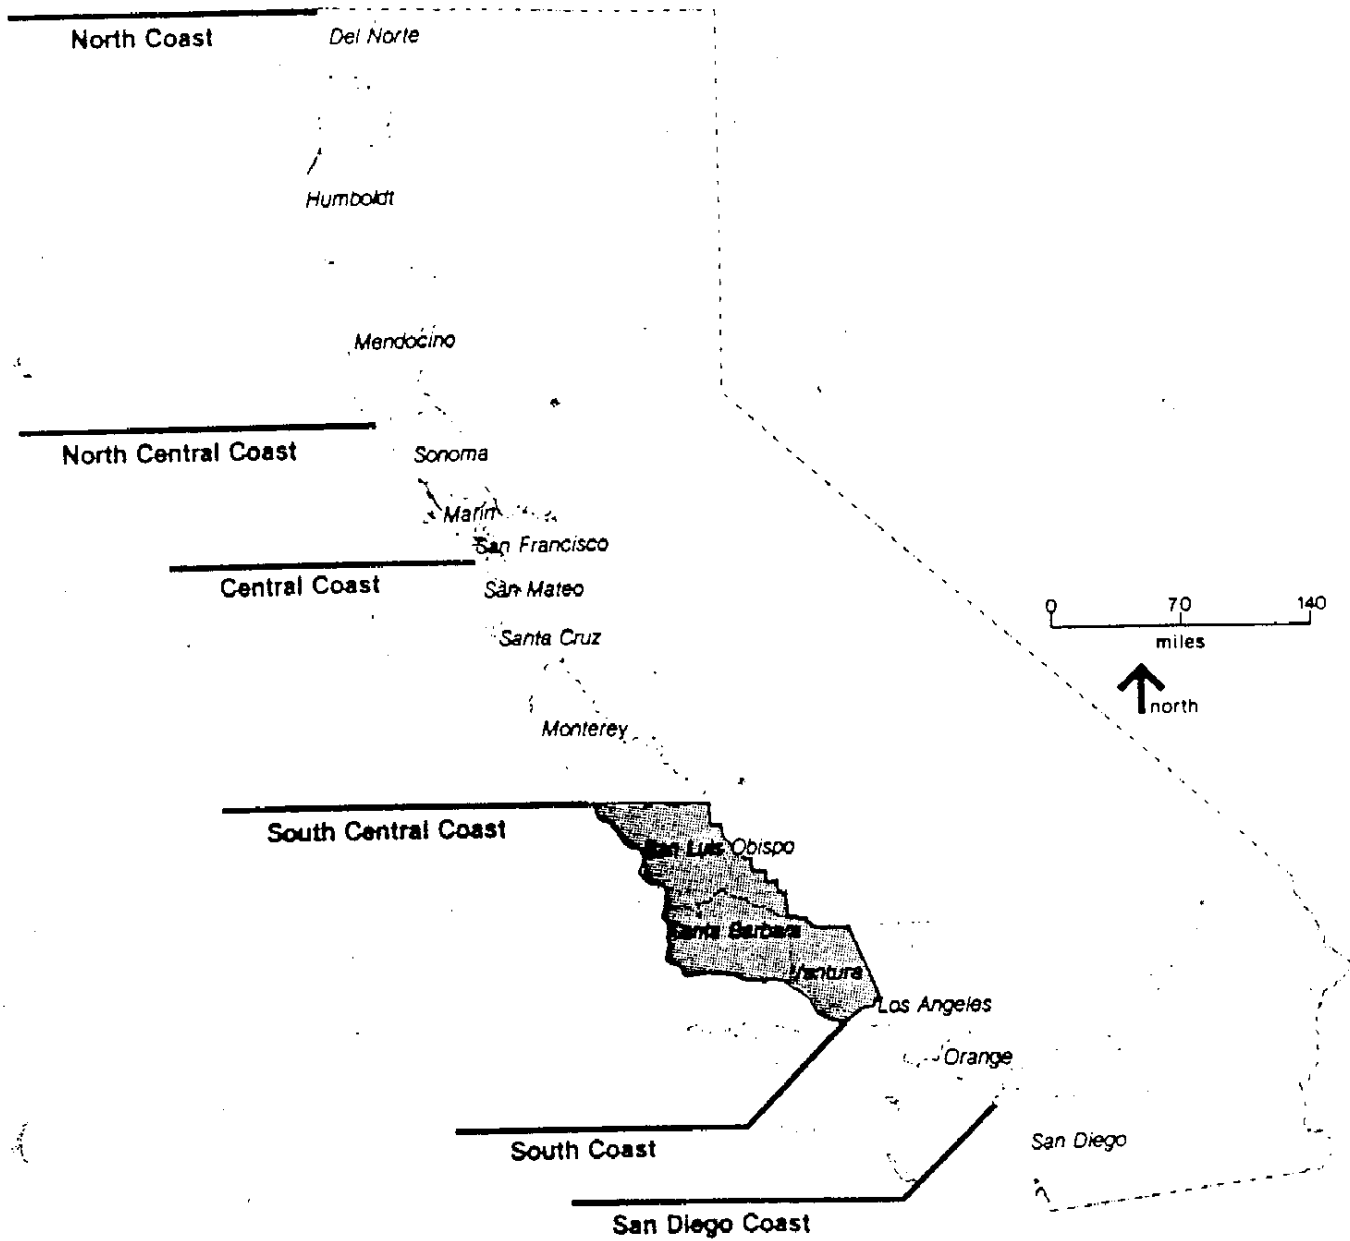 North Coast
Del Norte
Humboldt
Mendocino
North Central Coast
Sonoma
Marin
San Francisco
Central Coast
San Mateo
Santa Cruz
0 70 140
miles
north
Monterey
South Central Coast
San Luis Obispo
Santa Barbara
Ventura
Los Angeles
Orange
South Coast
San Diego
San Diego Coast